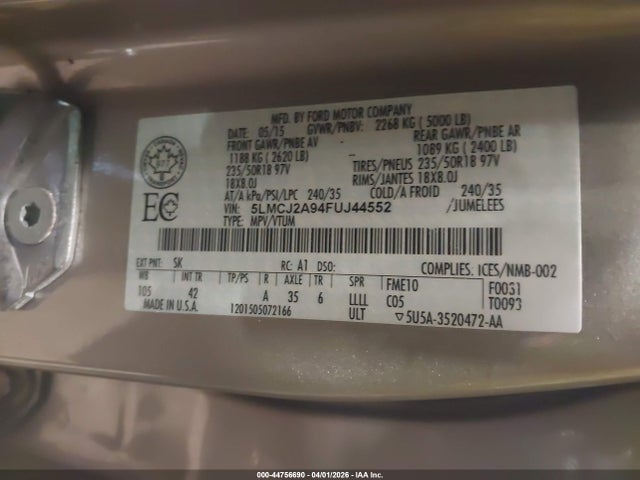 MFD. BY FORD MOTOR COMPANY
DATE: 05/15 GVWR/PNBV: 2268 KG ( 5000 LB)
FRONT GAWR/PNBE AV REAR GAWR/PNBE AR
1188 KG ( 2620 LB) 1089 KG ( 2400 LB)
235/50R18 97V TIRES/PNEUS 235/50R18 97V
18X8.0J RIMS/JANTES 18X8.0J
AT/A kPa/PSI/LPC 240/35 COLD/A FROID 240/35
VIN: 5LMCJ2A94FUJ44552 /JUMELEES
TYPE: MPV/VTUM
EC
EXT PNT: SK RC: A1 DSO: COMPLIES: ICES/NMB-002
WB INT TR TP/PS R AXLE TR SPR FME10 F0031
105 42 A 35 6 LLLL C05 T0093
MADE IN U.S.A. 1201505072166 ULT ▽5U5A-3520472-AA
000-44756690 - 04/01/2026 - IAA Inc.